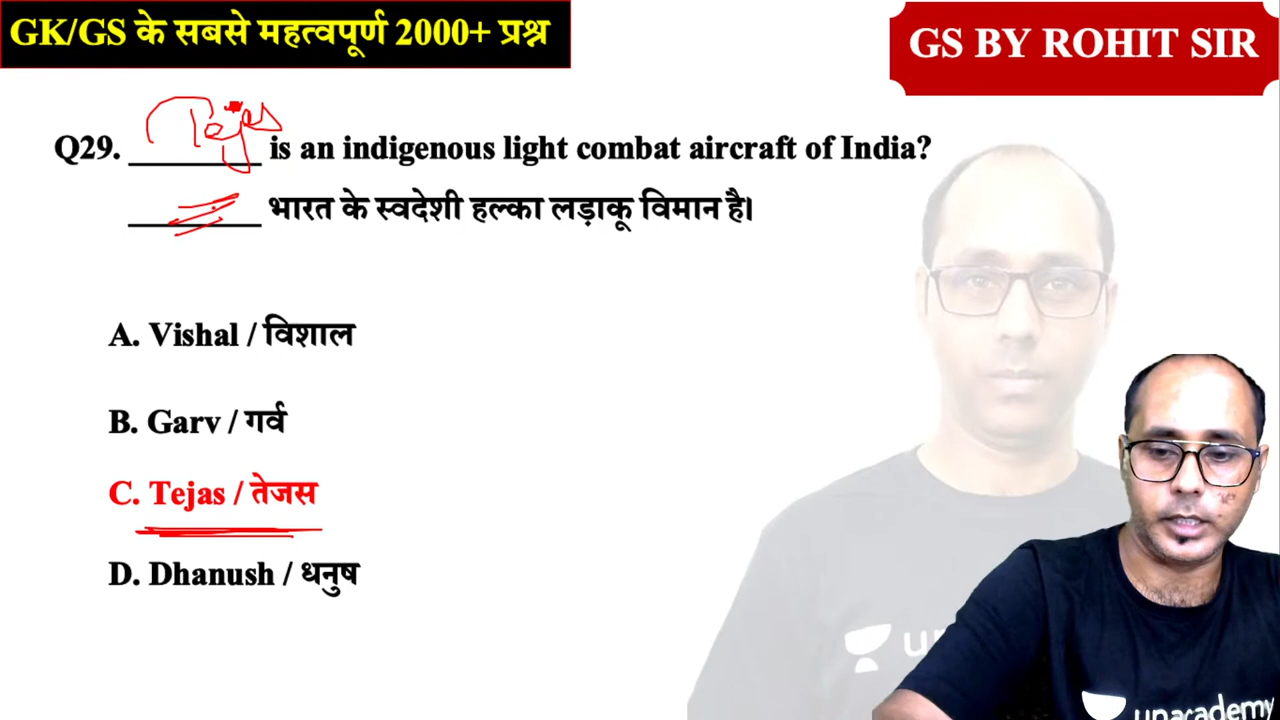 GK/GS के सबसे महत्वपूर्ण 2000+ प्रश्न
GS BY ROHIT SIR
Tejas
Q29. ________ is an indigenous light combat aircraft of India?
________ भारत के स्वदेशी हल्का लड़ाकू विमान है।
A. Vishal / विशाल
B. Garv / गर्व
C. Tejas / तेजस
D. Dhanush / धनुष
unacademy